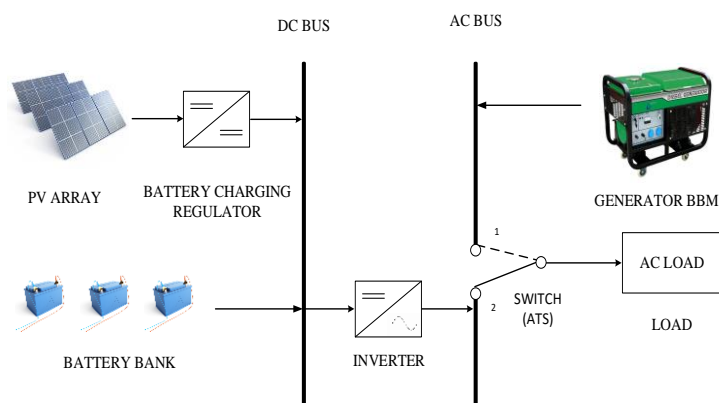 DC BUS
AC BUS
PV ARRAY
BATTERY CHARGING
REGULATOR
GENERATOR BBM
1
AC LOAD
2
SWITCH
(ATS)
LOAD
BATTERY BANK
INVERTER